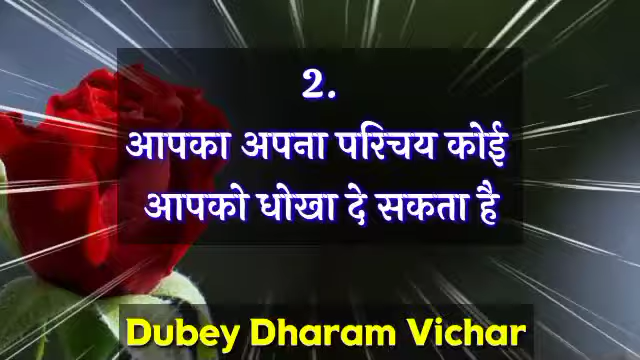 2.
आपका अपना परिचय कोई
आपको धोखा दे सकता है
Dubey Dharam Vichar